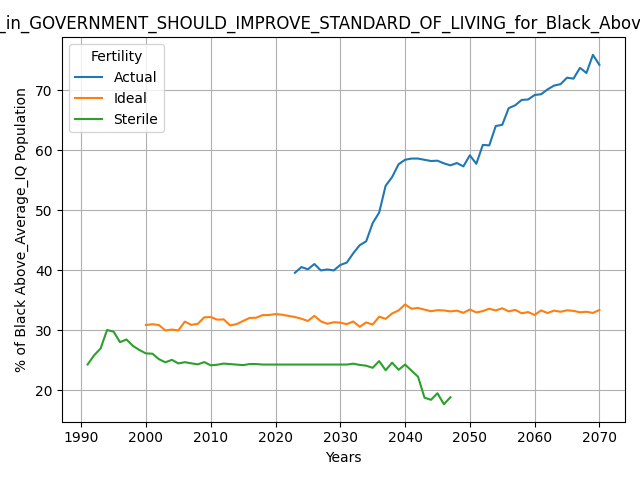 _in_GOVERNMENT_SHOULD_IMPROVE_STANDARD_OF_LIVING_for_Black_Abov
Fertility
Actual
Ideal
Sterile
% of Black Above_Average_IQ Population
70
60
50
40
30
20
1990 2000 2010 2020 2030 2040 2050 2060 2070
Years